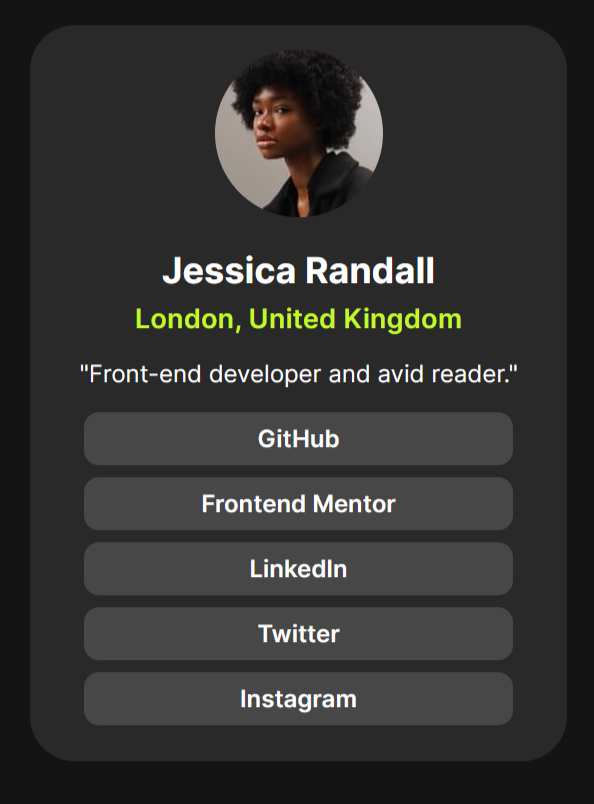 Jessica Randall
London, United Kingdom
"Front-end developer and avid reader."
GitHub
Frontend Mentor
LinkedIn
Twitter
Instagram